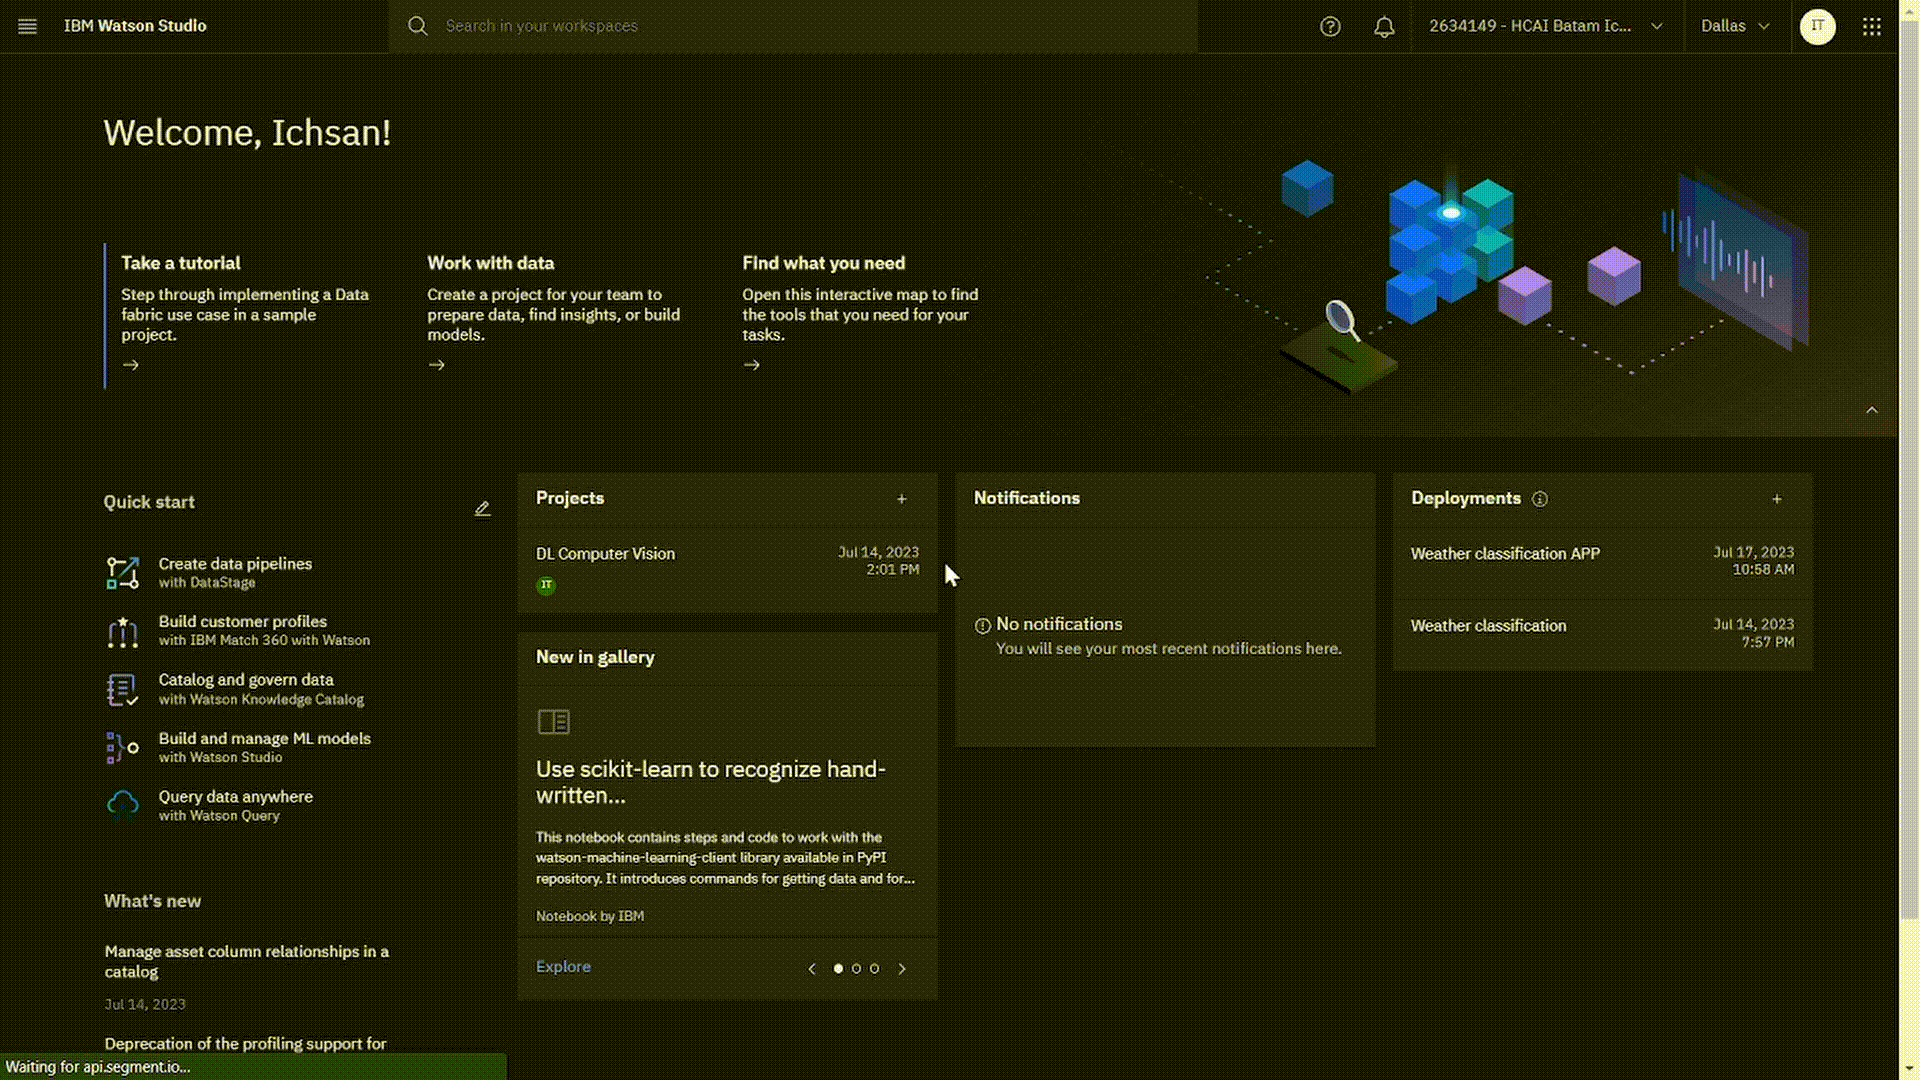 IBM Watson Studio
Search in your workspaces
2634149 - HCAI Batam Ic...
Dallas
IT
Welcome, Ichsan!
Take a tutorial
Step through implementing a Data
fabric use case in a sample
project.
Work with data
Create a project for your team to
prepare data, find insights, or build
models.
Find what you need
Open this interactive map to find
the tools that you need for your
tasks.
Quick start
Create data pipelines
with DataStage
Build customer profiles
with IBM Match 360 with Watson
Catalog and govern data
with Watson Knowledge Catalog
Build and manage ML models
with Watson Studio
Query data anywhere
with Watson Query
What's new
Manage asset column relationships in a
catalog
Jul 14, 2023
Deprecation of the profiling support for
Projects
DL Computer Vision
Jul 14, 2023
2:01 PM
IT
New in gallery
Use scikit-learn to recognize hand-
written...
This notebook contains steps and code to work with the
watson-machine-learning-client library available in PyPI
repository. It introduces commands for getting data and for...
Notebook by IBM
Explore
Notifications
No notifications
You will see your most recent notifications here.
Deployments
Weather classification APP
Jul 17, 2023
10:58 AM
Weather classification
Jul 14, 2023
7:57 PM
Waiting for api.segment.io...